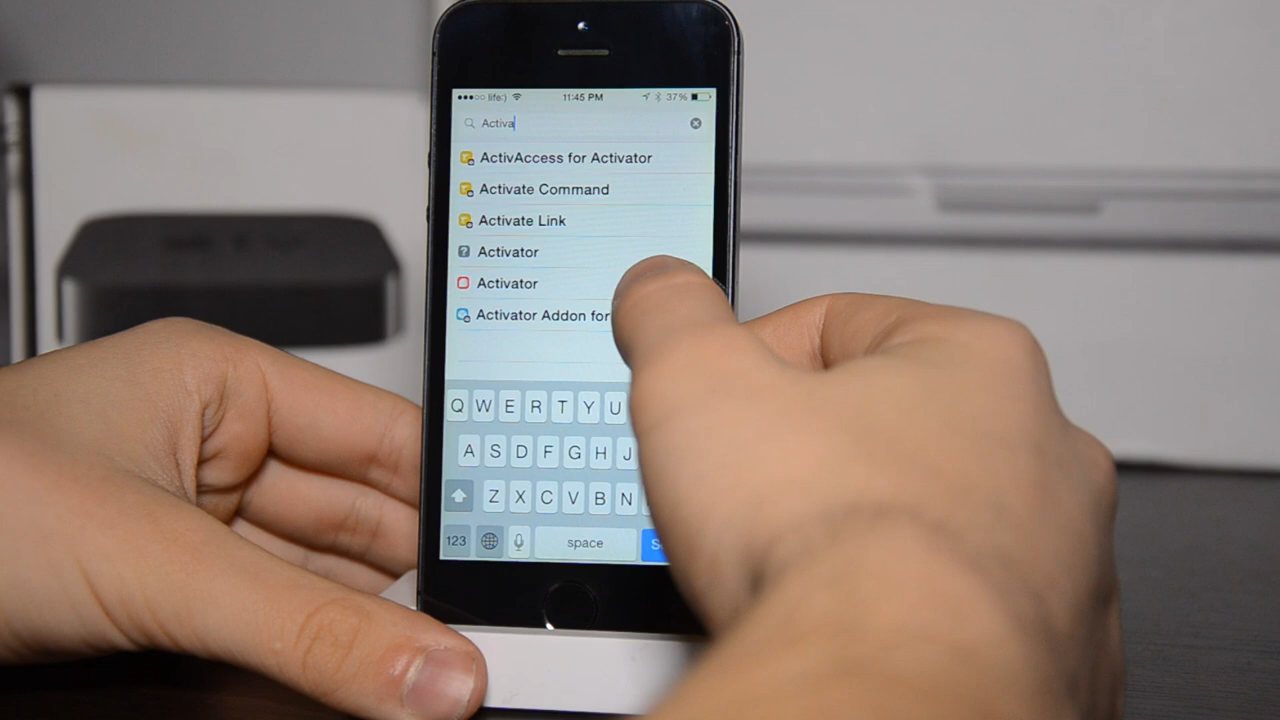 life:) 11:45 PM 37%
Activa
ActivAccess for Activator
Activate Command
Activate Link
? Activator
Activator
Activator Addon for
Q W E R T Y U
A S D F G H J
Z X C V B N
123 space S